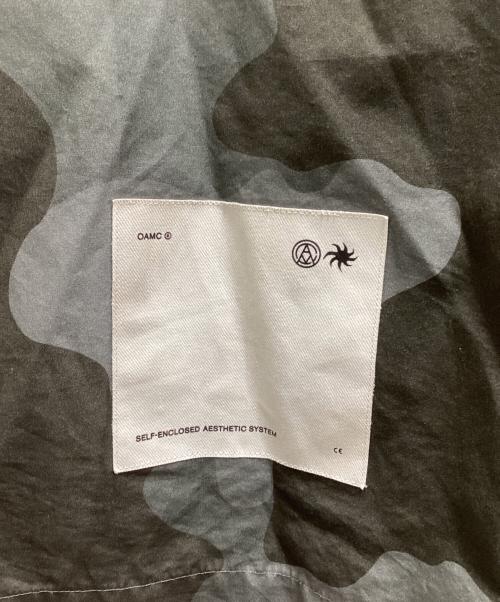 OAMC ®
SELF-ENCLOSED AESTHETIC SYSTEM
CE